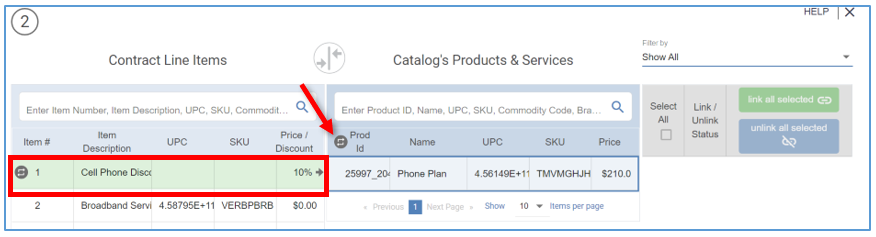 2
HELP
Contract Line Items
Catalog's Products & Services
Filter by
Show All
Enter Item Number, Item Description, UPC, SKU, Commodit...
Enter Product ID, Name, UPC, SKU, Commodity Code, Bra...
Select All
Link / Unlink Status
link all selected
unlink all selected
Item #
Item Description
UPC
SKU
Price / Discount
Prod Id
Name
UPC
SKU
Price
1
Cell Phone Disco
10%
25997_204
Phone Plan
4.56149E+11
TMVMGHJH
$210.0
2
Broadband Servi
4.58795E+11
VERBPBRB
$0.00
« Previous
1
Next Page »
Show
10
Items per page